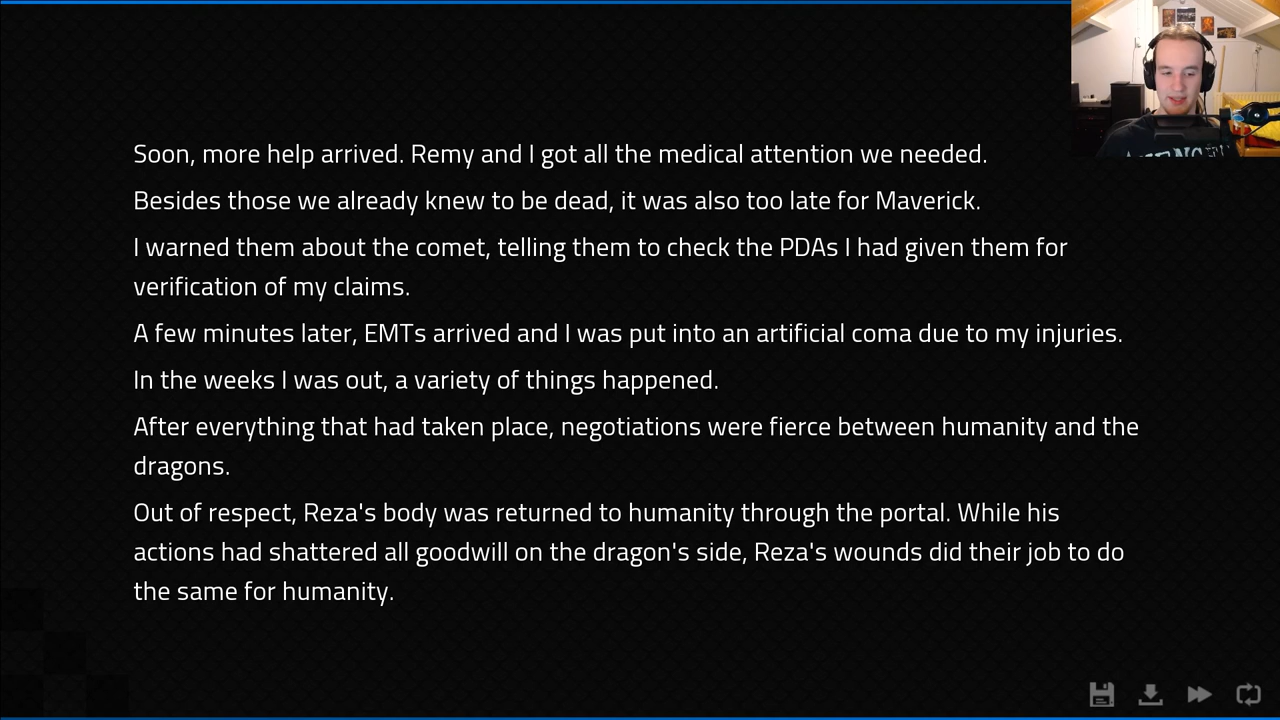 Soon, more help arrived. Remy and I got all the medical attention we needed.
Besides those we already knew to be dead, it was also too late for Maverick.
I warned them about the comet, telling them to check the PDAs I had given them for
verification of my claims.
A few minutes later, EMTs arrived and I was put into an artificial coma due to my injuries.
In the weeks I was out, a variety of things happened.
After everything that had taken place, negotiations were fierce between humanity and the
dragons.
Out of respect, Reza's body was returned to humanity through the portal. While his
actions had shattered all goodwill on the dragon's side, Reza's wounds did their job to do
the same for humanity.